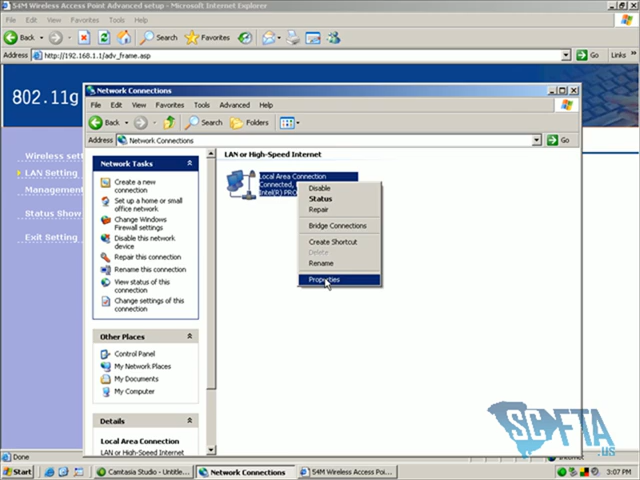 54M Wireless Access Point Advanced setup - Microsoft Internet Explorer
File Edit View Favorites Tools Help
Back Search Favorites
Address http://192.168.1.1/adv_frame.asp Go Links »
802.11g
Wireless sett
LAN Setting
Management
Status Show
Exit Setting
Network Connections
File Edit View Favorites Tools Advanced Help
Back Search Folders
Address Network Connections Go
Network Tasks
Create a new
connection
Set up a home or small
office network
Change Windows
Firewall settings
Disable this network
device
Repair this connection
Rename this connection
View status of this
connection
Change settings of this
connection
Other Places
Control Panel
My Network Places
My Documents
My Computer
Details
Local Area Connection
LAN or High-Speed Internet
LAN or High-Speed Internet
Local Area Connection
Connected,
Intel(R) PRO
Disable
Status
Repair
Bridge Connections
Create Shortcut
Delete
Rename
Properties
SC FTA
.US
Done Internet
Start Camtasia Studio - Untitle... Network Connections 54M Wireless Access Poi... 3:07 PM